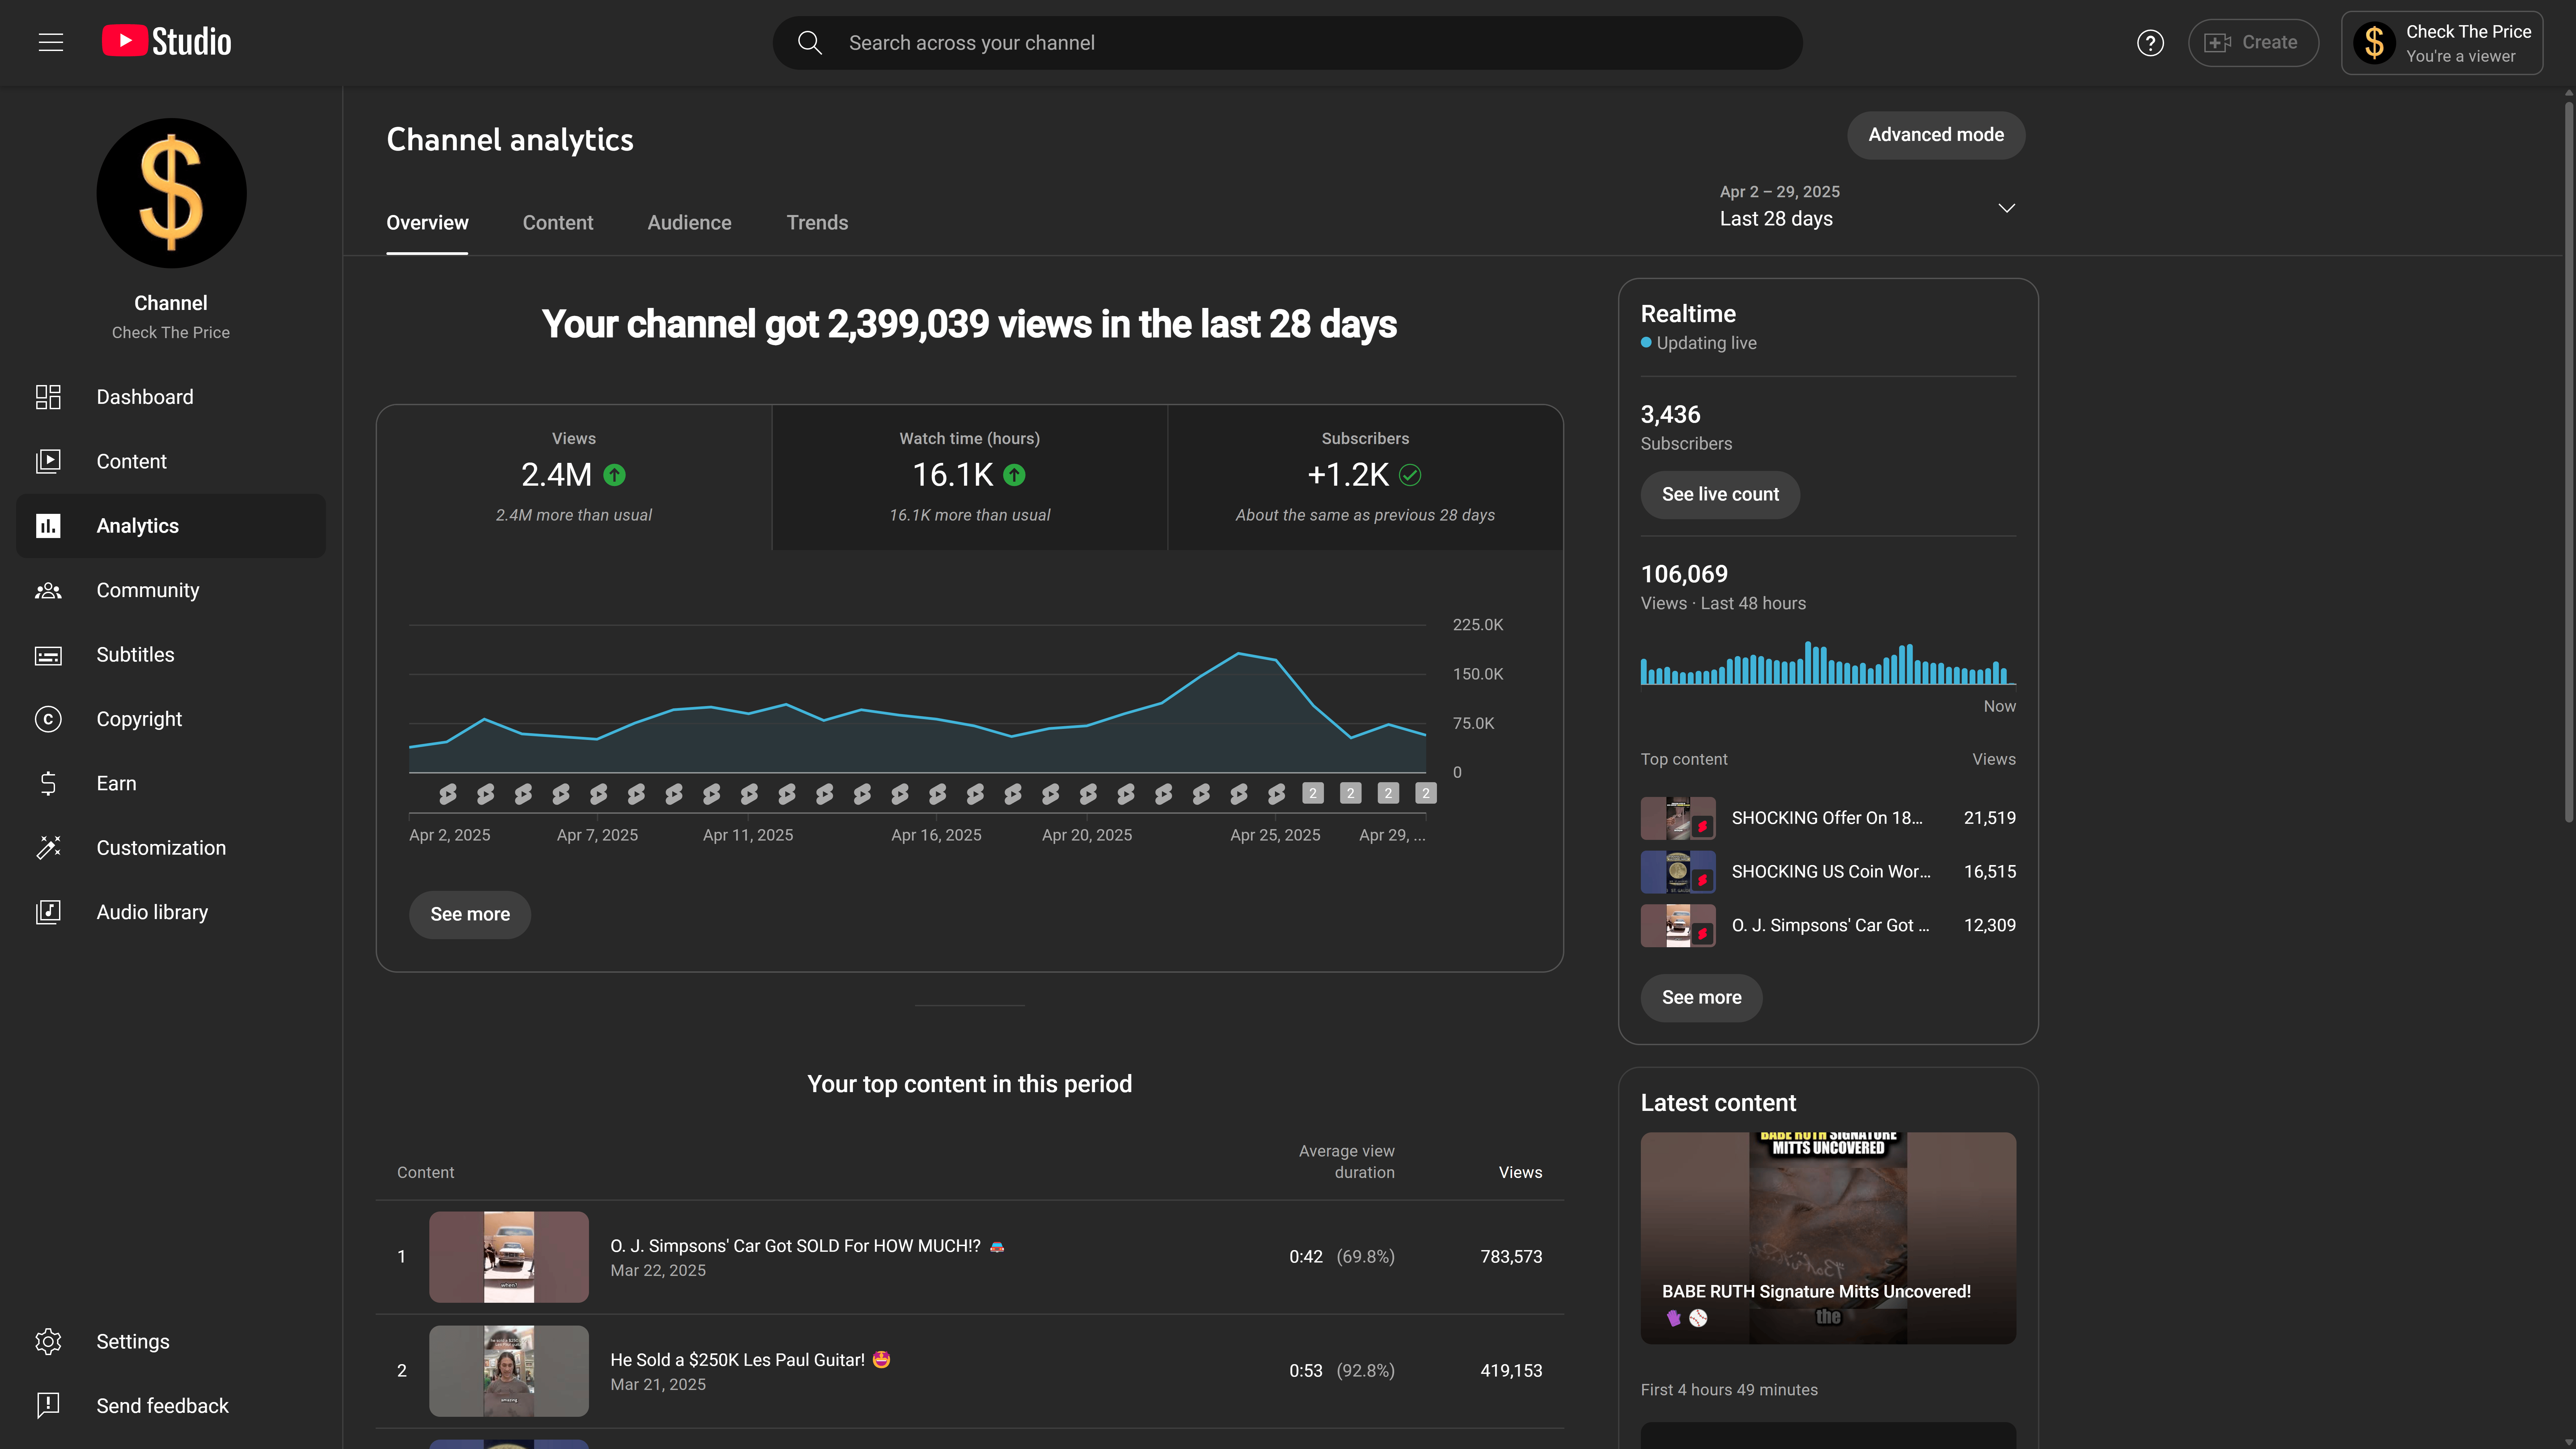 Studio
Search across your channel
Create
Check The Price
You're a viewer
Channel
Check The Price
Dashboard
Content
Analytics
Community
Subtitles
Copyright
Earn
Customization
Audio library
Settings
Send feedback
Channel analytics
Advanced mode
Overview
Content
Audience
Trends
Apr 2 – 29, 2025
Last 28 days
Your channel got 2,399,039 views in the last 28 days
Views
2.4M
2.4M more than usual
Watch time (hours)
16.1K
16.1K more than usual
Subscribers
+1.2K
About the same as previous 28 days
225.0K
150.0K
75.0K
0
2 2 2 2
Apr 2, 2025 Apr 7, 2025 Apr 11, 2025 Apr 16, 2025 Apr 20, 2025 Apr 25, 2025 Apr 29, ...
See more
Your top content in this period
Content
Average view
duration
Views
1
when?
O. J. Simpsons' Car Got SOLD For HOW MUCH!? 🚘
Mar 22, 2025
0:42 (69.8%) 783,573
2
amazing
He Sold a $250K Les Paul Guitar! 🤩
Mar 21, 2025
0:53 (92.8%) 419,153
Realtime
Updating live
3,436
Subscribers
See live count
106,069
Views · Last 48 hours
Now
Top content Views
SHOCKING Offer On 18... 21,519
SHOCKING US Coin Wor... 16,515
O. J. Simpsons' Car Got ... 12,309
See more
Latest content
BABE RUTH SIGNATURE
MITTS UNCOVERED
BABE RUTH Signature Mitts Uncovered!
🧤 ⚾
the
First 4 hours 49 minutes